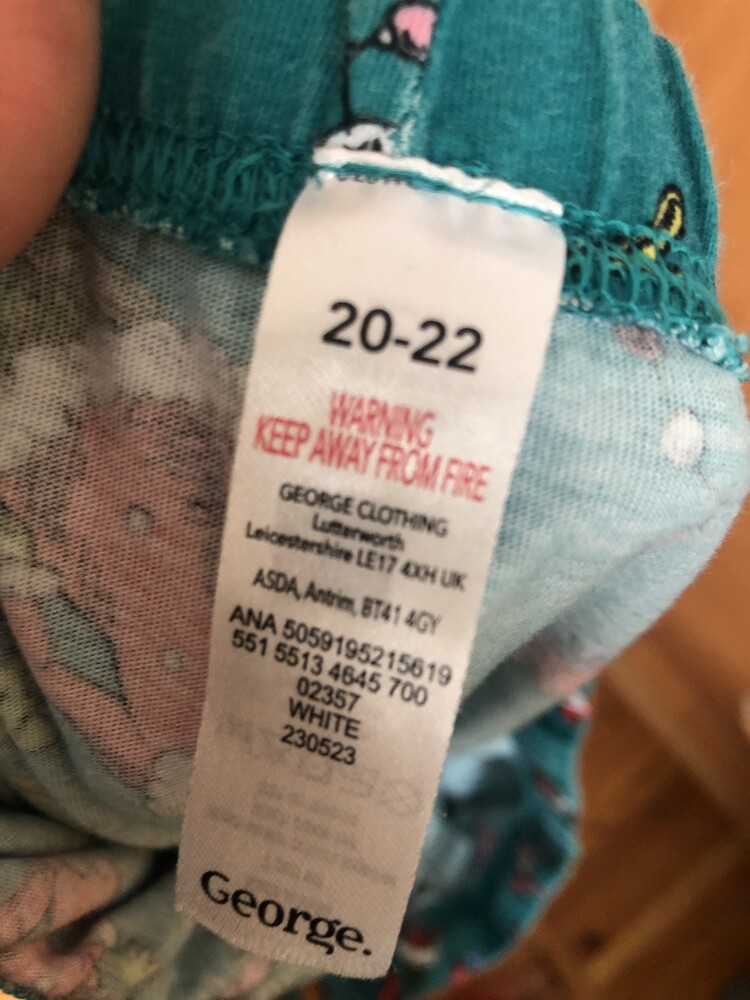 20-22
WARNING
KEEP AWAY FROM FIRE
GEORGE CLOTHING
Lutterworth
Leicestershire LE17 4XH UK
ASDA, Antrim, BT41 4GY
ANA 5059195215619
551 5513 4645 700
02357
WHITE
230523
George.